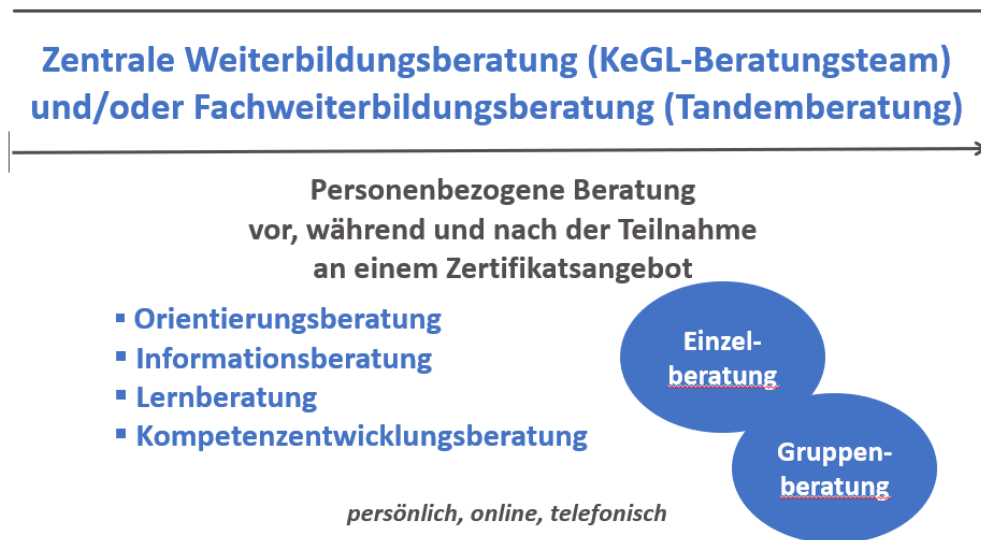 Zentrale Weiterbildungsberatung (KeGL-Beratungsteam)
und/oder Fachweiterbildungsberatung (Tandemberatung)
Personenbezogene Beratung
vor, während und nach der Teilnahme
an einem Zertifikatsangebot
▪ Orientierungsberatung
▪ Informationsberatung
▪ Lernberatung
▪ Kompetenzentwicklungsberatung
Einzel-
beratung
Gruppen-
beratung
persönlich, online, telefonisch